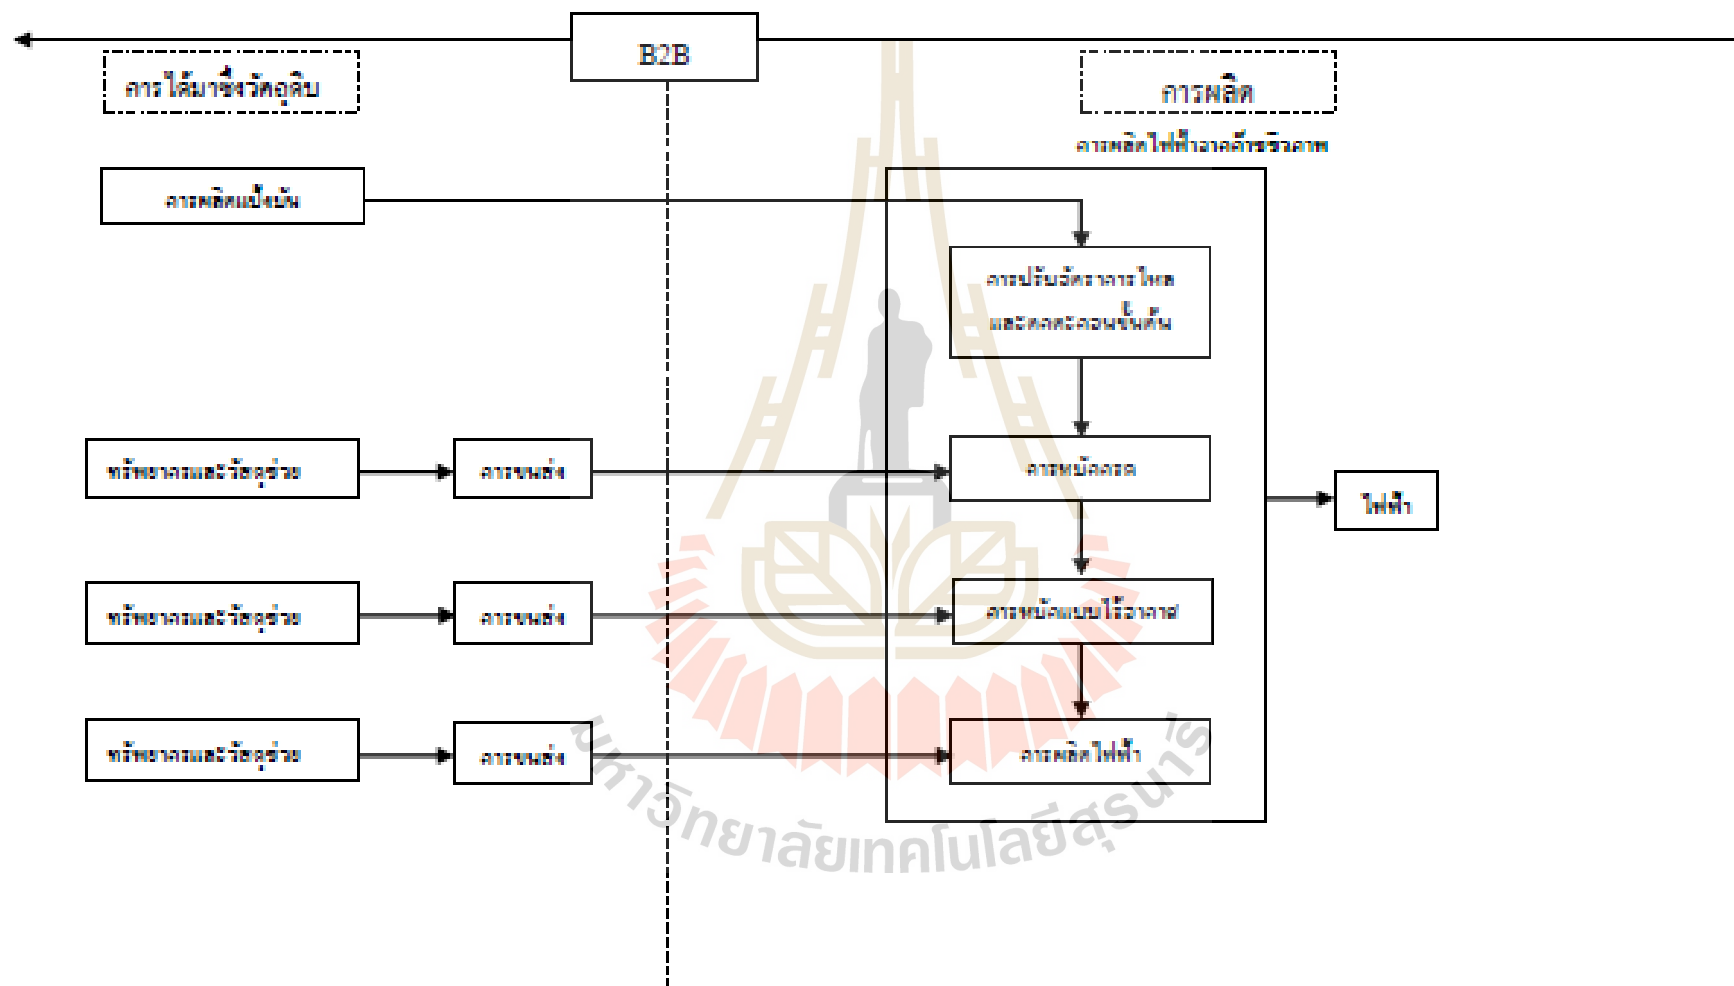 B2B
การได้มาซึ่งวัตถุดิบ
การผลิต
การผลิตไฟฟ้าจากก๊าซชีวภาพ
การผลิตแป้งมัน
การปรับอัตราการไหล
และตกตะกอนขั้นต้น
ทรัพยากรและวัสดุช่วย
การขนส่ง
การหมักกรด
ไฟฟ้า
ทรัพยากรและวัสดุช่วย
การขนส่ง
การหมักแบบไร้อากาศ
ทรัพยากรและวัสดุช่วย
การขนส่ง
การผลิตไฟฟ้า
มหาวิทยาลัยเทคโนโลยีสุรนารี